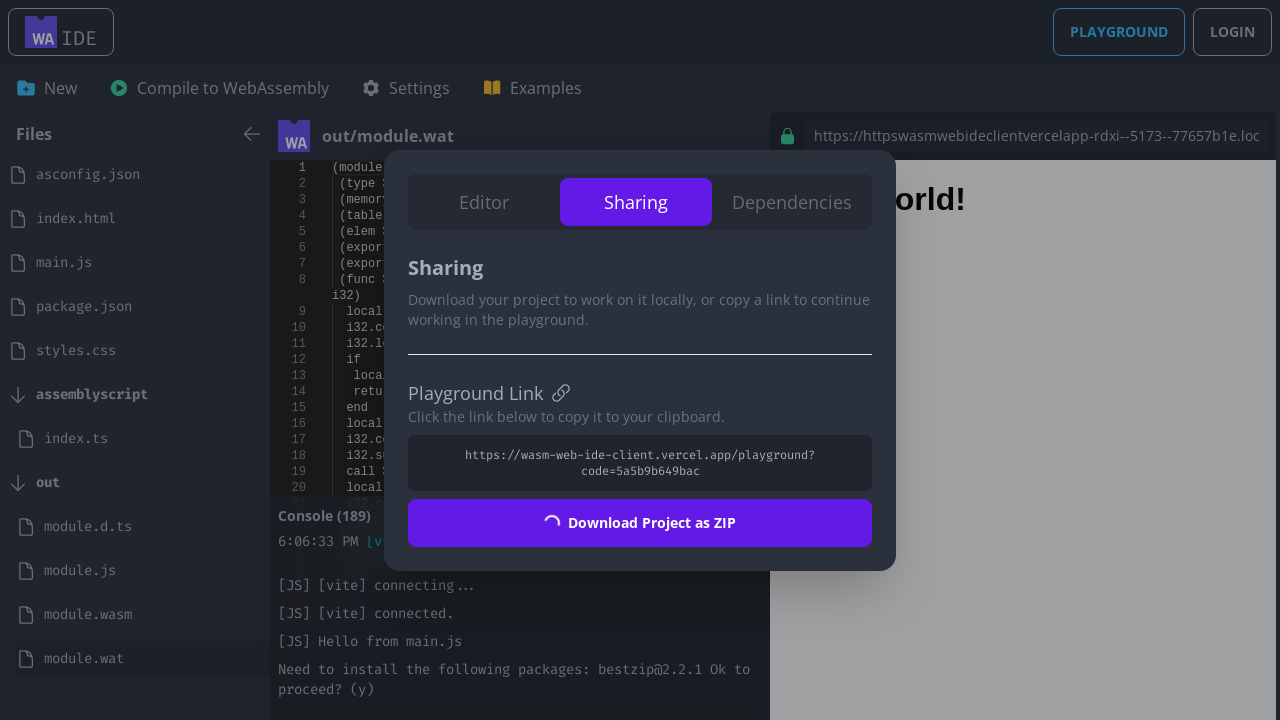 WA IDE
PLAYGROUND
LOGIN
New
Compile to WebAssembly
Settings
Examples
Files
asconfig.json
index.html
main.js
package.json
styles.css
assemblyscript
index.ts
out
module.d.ts
module.js
module.wasm
module.wat
WA
out/module.wat
1 (module
2 (type
3 (memor
4 (table
5 (elem
6 (expor
7 (expor
8 (func
i32)
9 local
10 i32.c
11 i32.l
12 if
13 loca
14 retu
15 end
16 local
17 i32.c
18 i32.s
19 call
20 local
Console (189)
6:06:33 PM [v
[JS] [vite] connecting...
[JS] [vite] connected.
[JS] Hello from main.js
Need to install the following packages: bestzip@2.2.1 Ok to
proceed? (y)
https://httpswasmwebideclientvercelapp-rdxi--5173--77657b1e.loc
orld!
Editor
Sharing
Dependencies
Sharing
Download your project to work on it locally, or copy a link to continue
working in the playground.
Playground Link
Click the link below to copy it to your clipboard.
https://wasm-web-ide-client.vercel.app/playground?
code=5a5b9b649bac
Download Project as ZIP